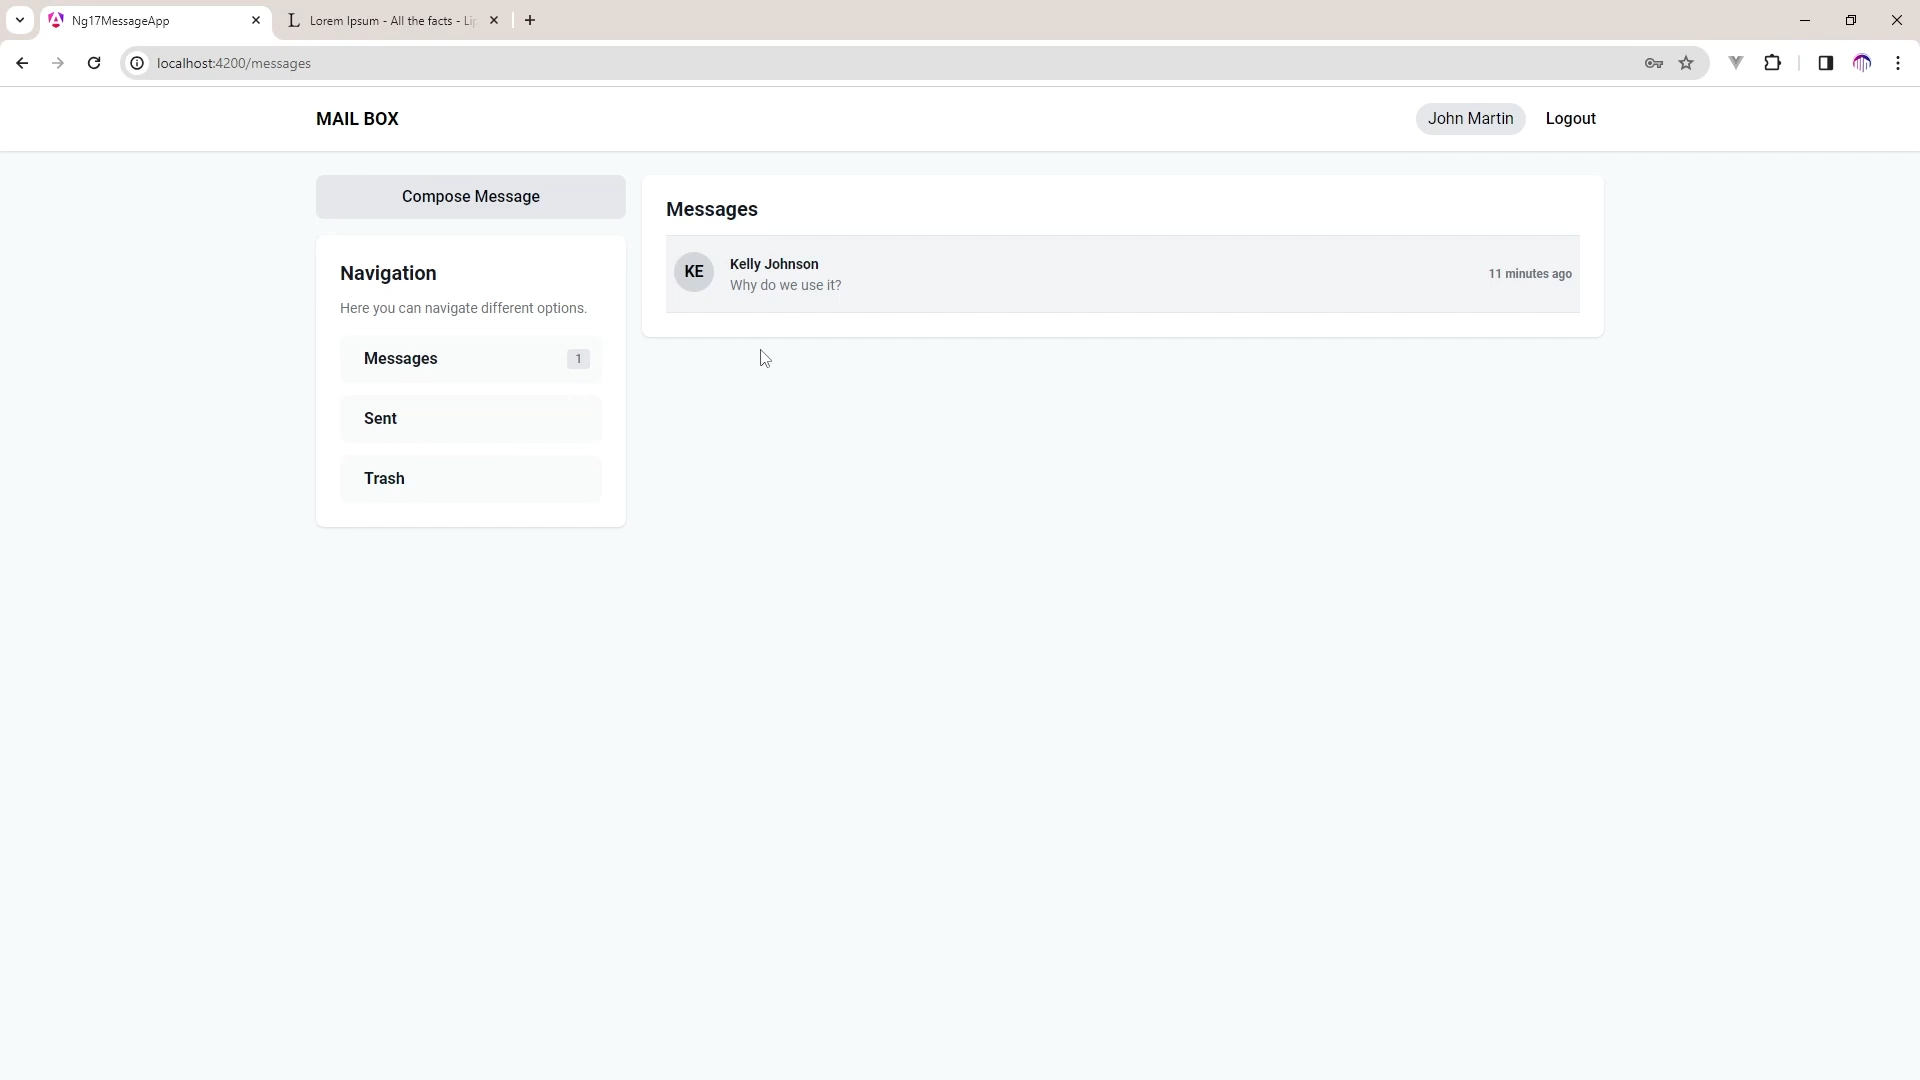 Ng17MessageApp
Lorem Ipsum - All the facts - Li
localhost:4200/messages
MAIL BOX
John Martin
Logout
Compose Message
Navigation
Here you can navigate different options.
Messages
1
Sent
Trash
Messages
KE
Kelly Johnson
Why do we use it?
11 minutes ago